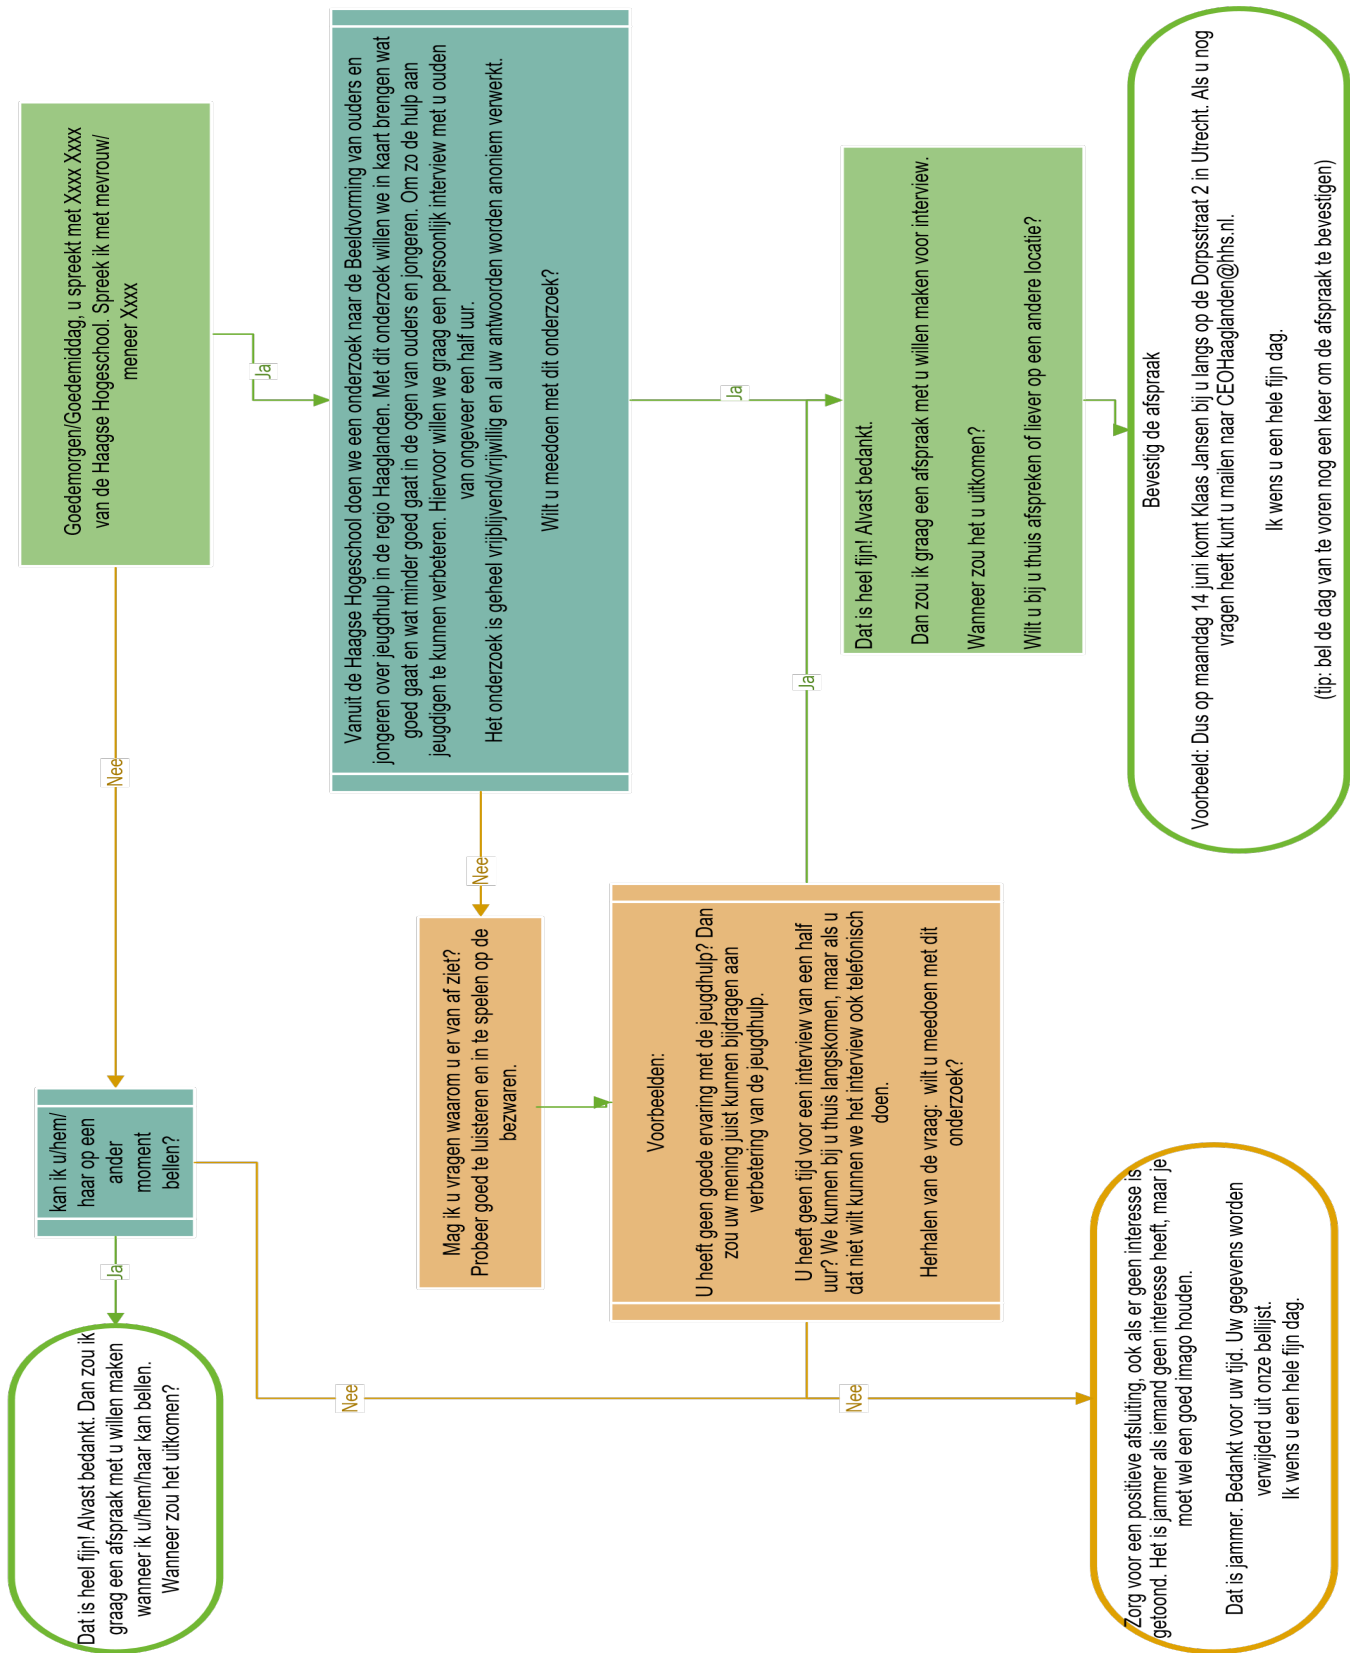 Goedemorgen/Goedemiddag, u spreekt met Xxxx Xxxx
van de Haagse Hogeschool. Spreek ik met mevrouw/
meneer Xxxx
Nee
Ja
kan ik u/hem/
haar op een
ander
moment
bellen?
Ja
Dat is heel fijn! Alvast bedankt. Dan zou ik
graag een afspraak met u willen maken
wanneer ik u/hem/haar kan bellen.
Wanneer zou het uitkomen?
Nee
Vanuit de Haagse Hogeschool doen we een onderzoek naar de Beeldvorming van ouders en
jongeren over jeugdhulp in de regio Haaglanden. Met dit onderzoek willen we in kaart brengen wat
goed gaat en wat minder goed gaat in de ogen van ouders en jongeren. Om zo de hulp aan
jeugdigen te kunnen verbeteren. Hiervoor willen we graag een persoonlijk interview met u ouden
van ongeveer een half uur.
Het onderzoek is geheel vrijblijvend/vrijwillig en al uw antwoorden worden anoniem verwerkt.
Wilt u meedoen met dit onderzoek?
Nee
Ja
Mag ik u vragen waarom u er van af ziet?
Probeer goed te luisteren en in te spelen op de
bezwaren.
Voorbeelden:
U heeft geen goede ervaring met de jeugdhulp? Dan
zou uw mening juist kunnen bijdragen aan
verbetering van de jeugdhulp.
U heeft geen tijd voor een interview van een half
uur? We kunnen bij u thuis langskomen, maar als u
dat niet wilt kunnen we het interview ook telefonisch
doen.
Herhalen van de vraag:  wilt u meedoen met dit
onderzoek?
Ja
Nee
Dat is heel fijn! Alvast bedankt.
Dan zou ik graag een afspraak met u willen maken voor interview.
Wanneer zou het u uitkomen?
Wilt u bij u thuis afspreken of liever op een andere locatie?
Bevestig de afspraak
Voorbeeld: Dus op maandag 14 juni komt Klaas Jansen bij u langs op de Dorpsstraat 2 in Utrecht. Als u nog
vragen heeft kunt u mailen naar CEOHaaglanden@hhs.nl.
Ik wens u een hele fijn dag.
(tip: bel de dag van te voren nog een keer om de afspraak te bevestigen)
Zorg voor een positieve afsluiting, ook als er geen interesse is
getoond. Het is jammer als iemand geen interesse heeft, maar je
moet wel een goed imago houden.
Dat is jammer. Bedankt voor uw tijd. Uw gegevens worden
verwijderd uit onze bellijst.
Ik wens u een hele fijn dag.